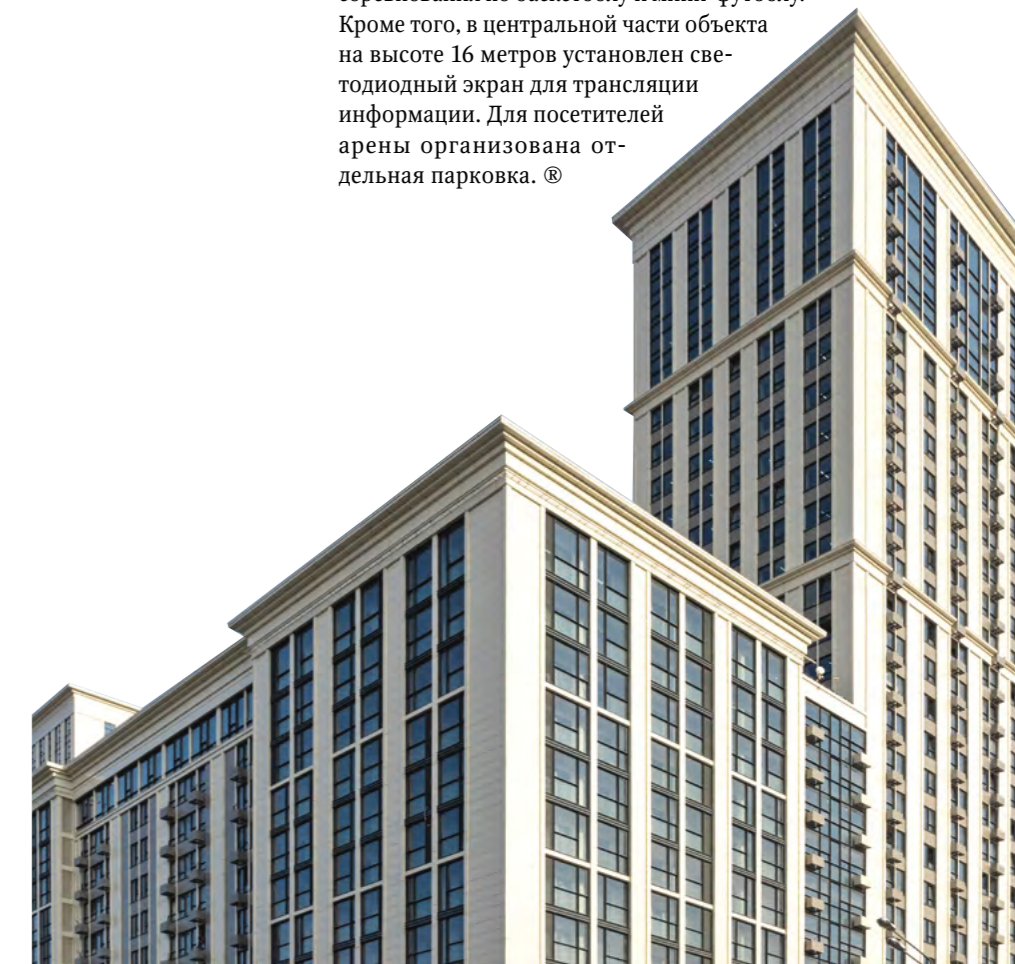 Кроме того, в центральной части объекта
на высоте 16 метров установлен све-
тодиодный экран для трансляции
информации. Для посетителей
арены организована от-
дельная парковка. ®